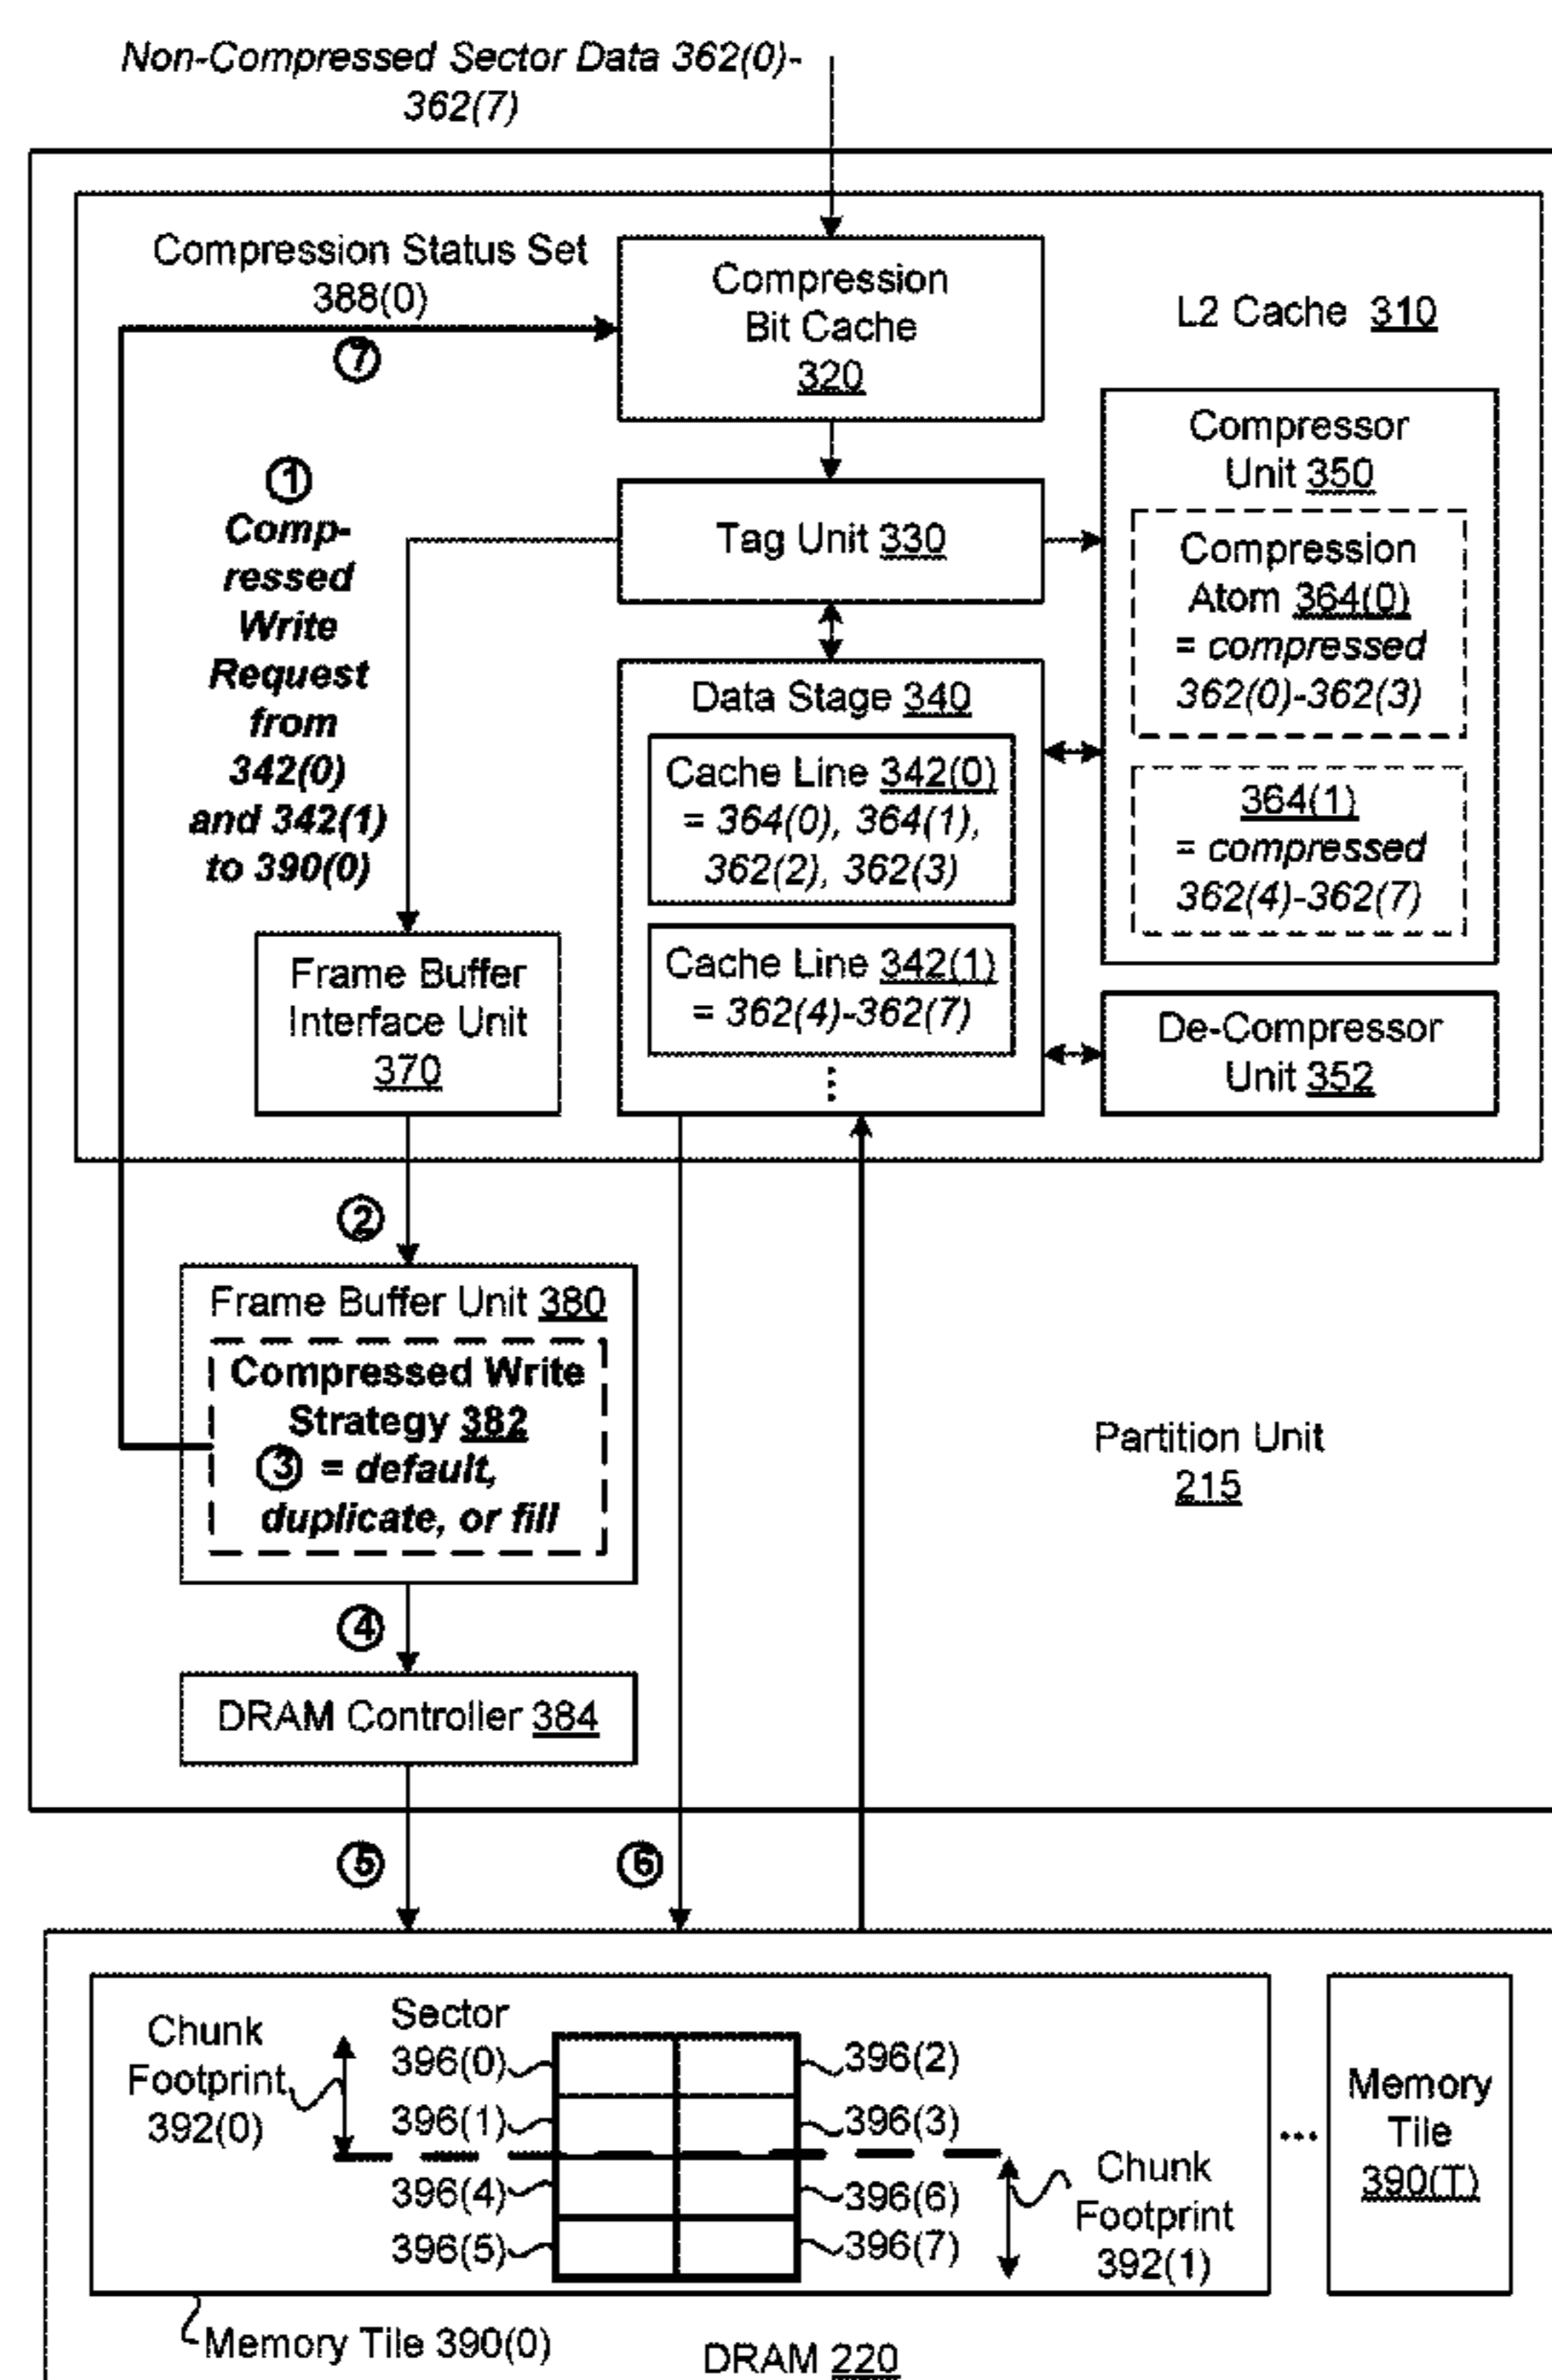 Non-Compressed Sector Data 362(0)-
362(7)
Compression Status Set
388(0)
7
Compression
Bit Cache
320
L2 Cache 310
1
Comp-
ressed
Write
Request
from
342(0)
and 342(1)
to 390(0)
Tag Unit 330
Compressor
Unit 350
Compression
Atom 364(0)
= compressed
362(0)-362(3)
364(1)
= compressed
362(4)-362(7)
Data Stage 340
Cache Line 342(0)
= 364(0), 364(1),
362(2), 362(3)
Cache Line 342(1)
= 362(4)-362(7)
⋮
De-Compressor
Unit 352
Frame Buffer
Interface Unit
370
2
Frame Buffer Unit 380
Compressed Write
Strategy 382
3 = default,
duplicate, or fill
Partition Unit
215
4
DRAM Controller 384
5
6
Chunk
Footprint
392(0)
Sector
396(0)
396(1)
396(4)
396(5)
396(2)
396(3)
396(6)
396(7)
Chunk
Footprint
392(1)
...
Memory
Tile
390(T)
Memory Tile 390(0)
DRAM 220